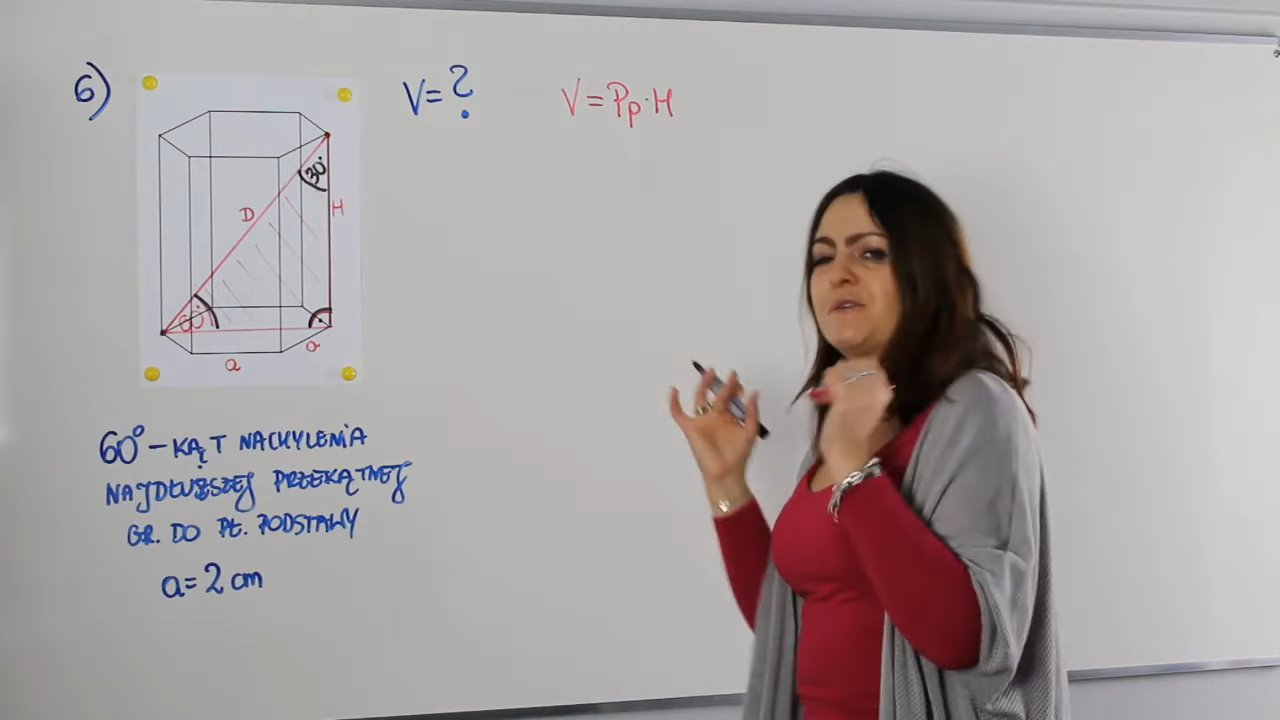 6)
V=?
V=Pp·H
30°
D
H
60°
a
a
60° – KĄT NACHYLENIA
NAJDŁUŻSZEJ PRZEKĄTNEJ
GR. DO PŁ. PODSTAWY
a=2 cm